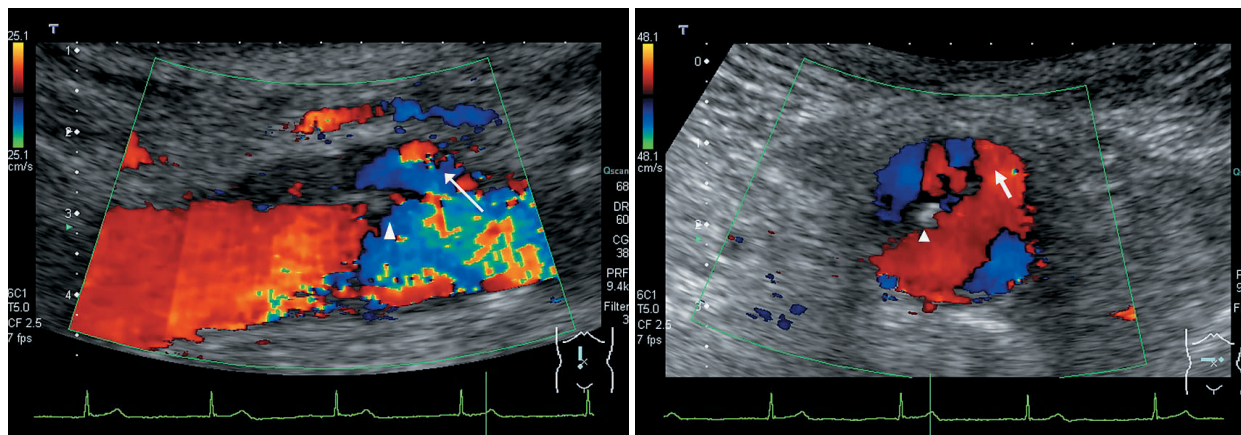 T
25.1
1
2
25.1
cm/s
3
4
6C1
T5.0
CF 2.5
7 fps
Qscan
68
DR
60
CG
38
PRF
9.4k
Filter
3
T
48.1
0
1
2
48.1
cm/s
6C1
T5.0
CF 2.5
7 fps